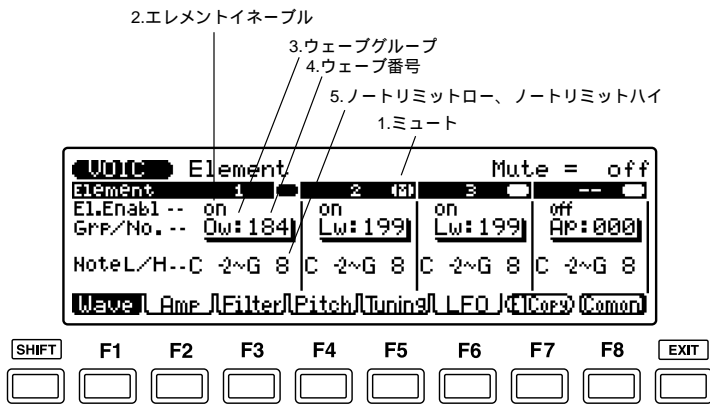 2.エレメントイネーブル
3.ウェーブグループ
4.ウェーブ番号
5.ノートリミットロー、ノートリミットハイ
1.ミュート
VOIC Element Mute = off
Element 1 2 (M) 3 --
El.Enabl -- on on on off
Grp/No. -- Ow:184 Lw:199 Lw:199 AP:000
NoteL/H--C -2~G 8 C -2~G 8 C -2~G 8 C -2~G 8
Wave Amp Filter Pitch Tuning LFO ElCopy Comon
SHIFT F1 F2 F3 F4 F5 F6 F7 F8 EXIT